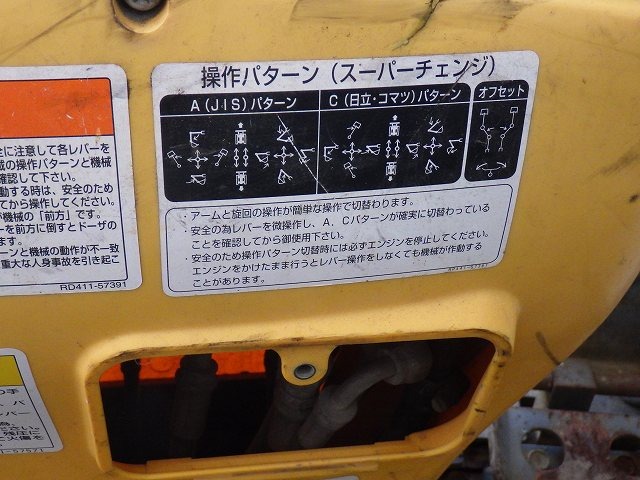 操作パターン（スーパーチェンジ）
A（JIS）パターン
C（日立・コマツ）パターン
オフセット
・アームと旋回の操作が簡単な操作で切替わります。
安全の為レバーを微操作し、A、Cパターンが確実に切替わっている
ことを確認してから御使用下さい。
・安全のため操作パターン切替時には必ずエンジンを停止してください。
エンジンをかけたまま行うとレバー操作をしなくても機械が作動する
ことがあります。
RD411-57391
に注意して各レバーを
の操作パターンと機械
確認して下さい。
動する時は、安全のため
てから操作してください。
機械の「前方」です。
ーを前方に倒すとドーザの
ます。
ーンと機械の動作が不一致
重大な人身事故を引き起こ
RD411-57391